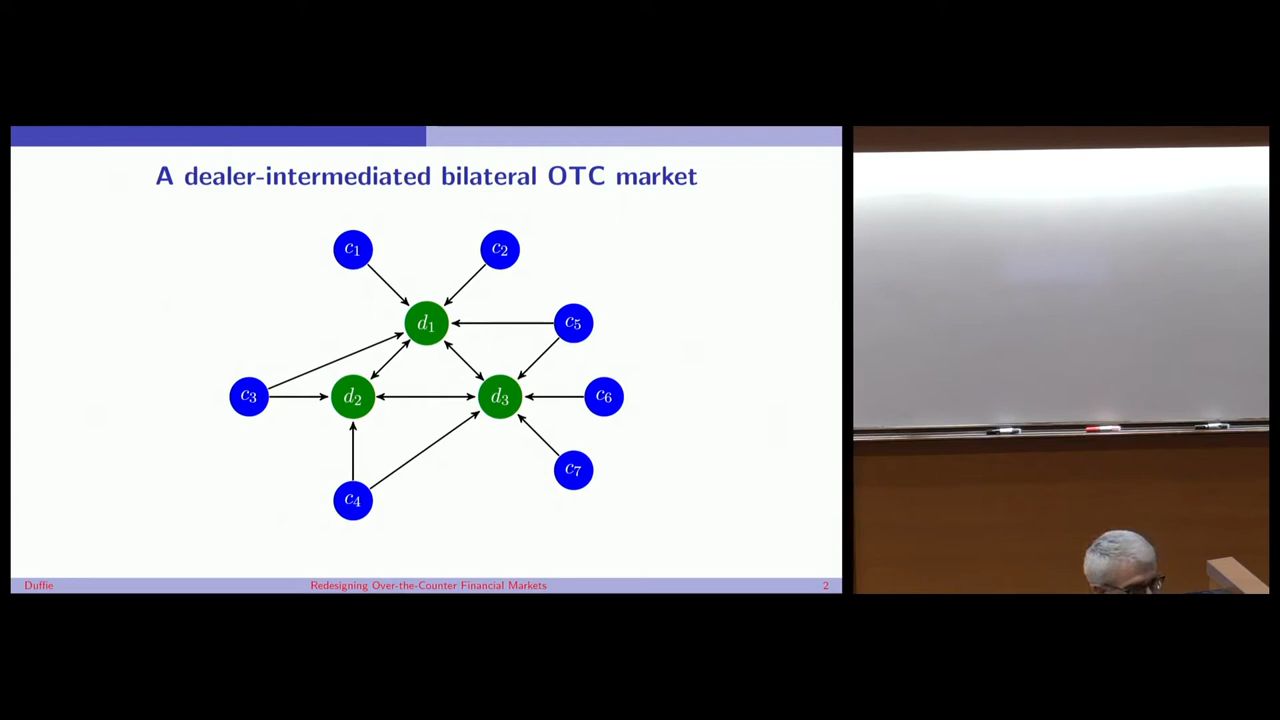 A dealer-intermediated bilateral OTC market
c₁
c₂
d₁
c₅
c₃
d₂
d₃
c₆
c₇
c₄
Duffie
Redesigning Over-the-Counter Financial Markets
2